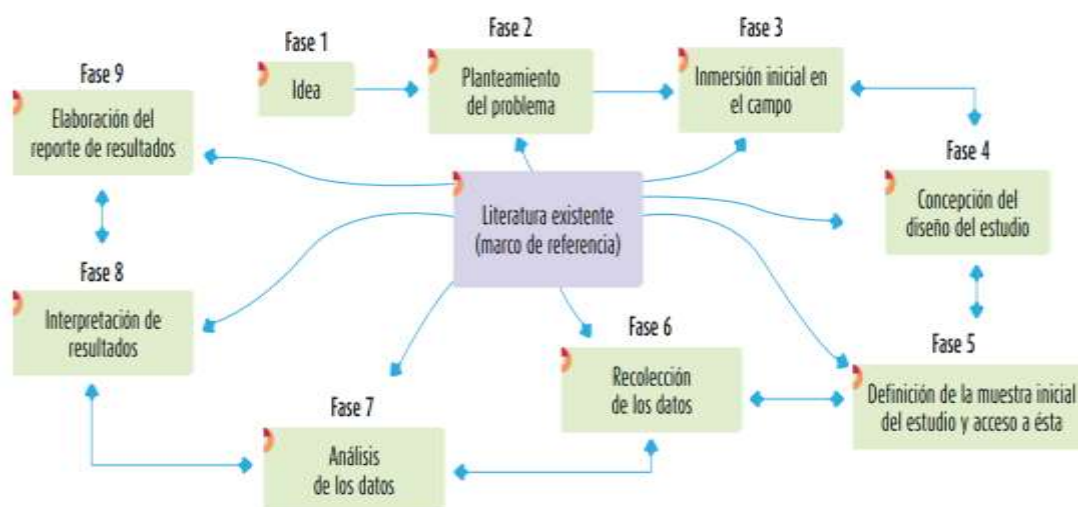 Fase 1
Idea
Fase 2
Planteamiento
del problema
Fase 3
Inmersión inicial en
el campo
Fase 4
Concepción del
diseño del estudio
Fase 5
Definición de la muestra inicial
del estudio y acceso a ésta
Fase 6
Recolección
de los datos
Fase 7
Análisis
de los datos
Fase 8
Interpretación de
resultados
Fase 9
Elaboración del
reporte de resultados
Literatura existente
(marco de referencia)